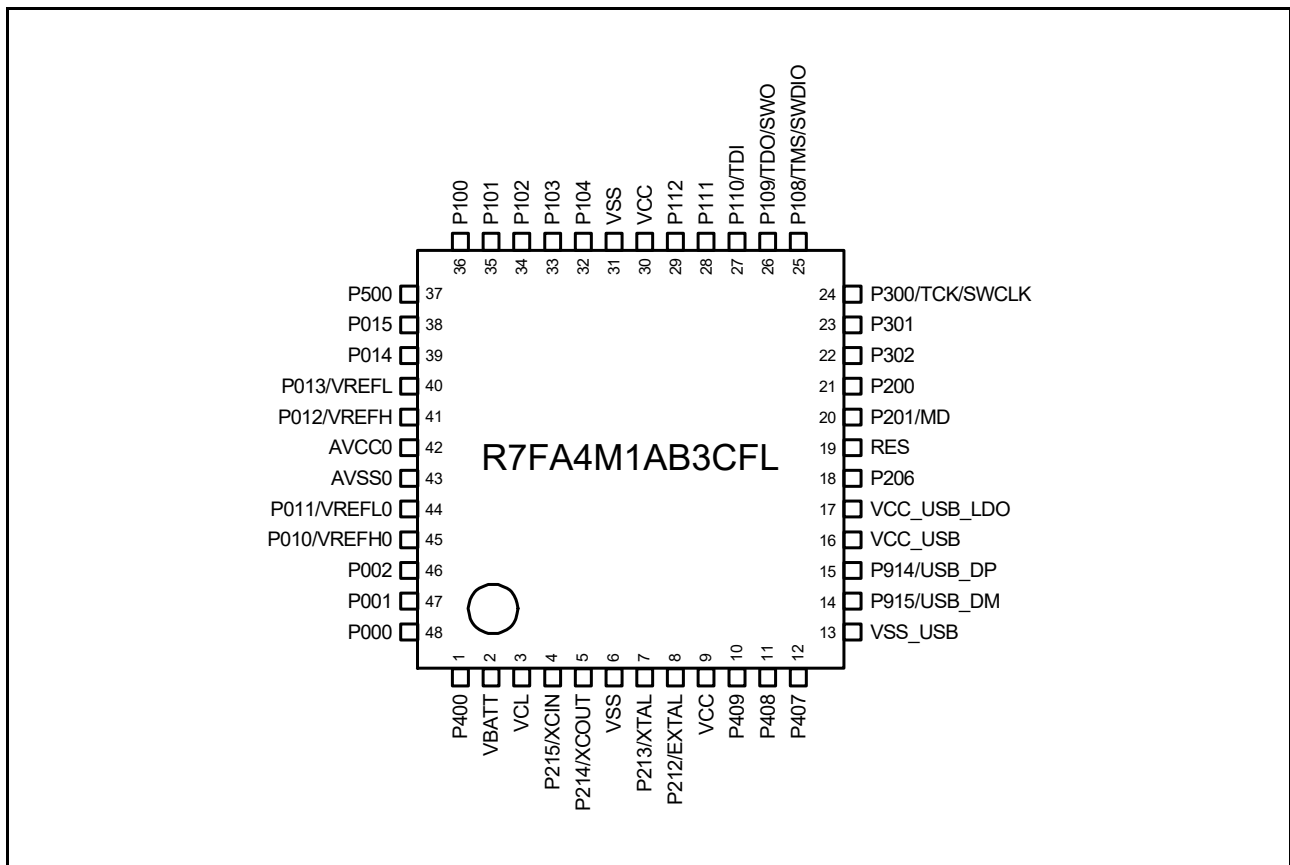 P100
P101
P102
P103
P104
VSS
VCC
P112
P111
P110/TDI
P109/TDO/SWO
P108/TMS/SWDIO
36
35
34
33
32
31
30
29
28
27
26
25
P500 37
P015 38
P014 39
P013/VREFL 40
P012/VREFH 41
AVCC0 42
AVSS0 43
P011/VREFL0 44
P010/VREFH0 45
P002 46
P001 47
P000 48
R7FA4M1AB3CFL
24 P300/TCK/SWCLK
23 P301
22 P302
21 P200
20 P201/MD
19 RES
18 P206
17 VCC_USB_LDO
16 VCC_USB
15 P914/USB_DP
14 P915/USB_DM
13 VSS_USB
1
2
3
4
5
6
7
8
9
10
11
12
P400
VBATT
VCL
P215/XCIN
P214/XCOUT
VSS
P213/XTAL
P212/EXTAL
VCC
P409
P408
P407